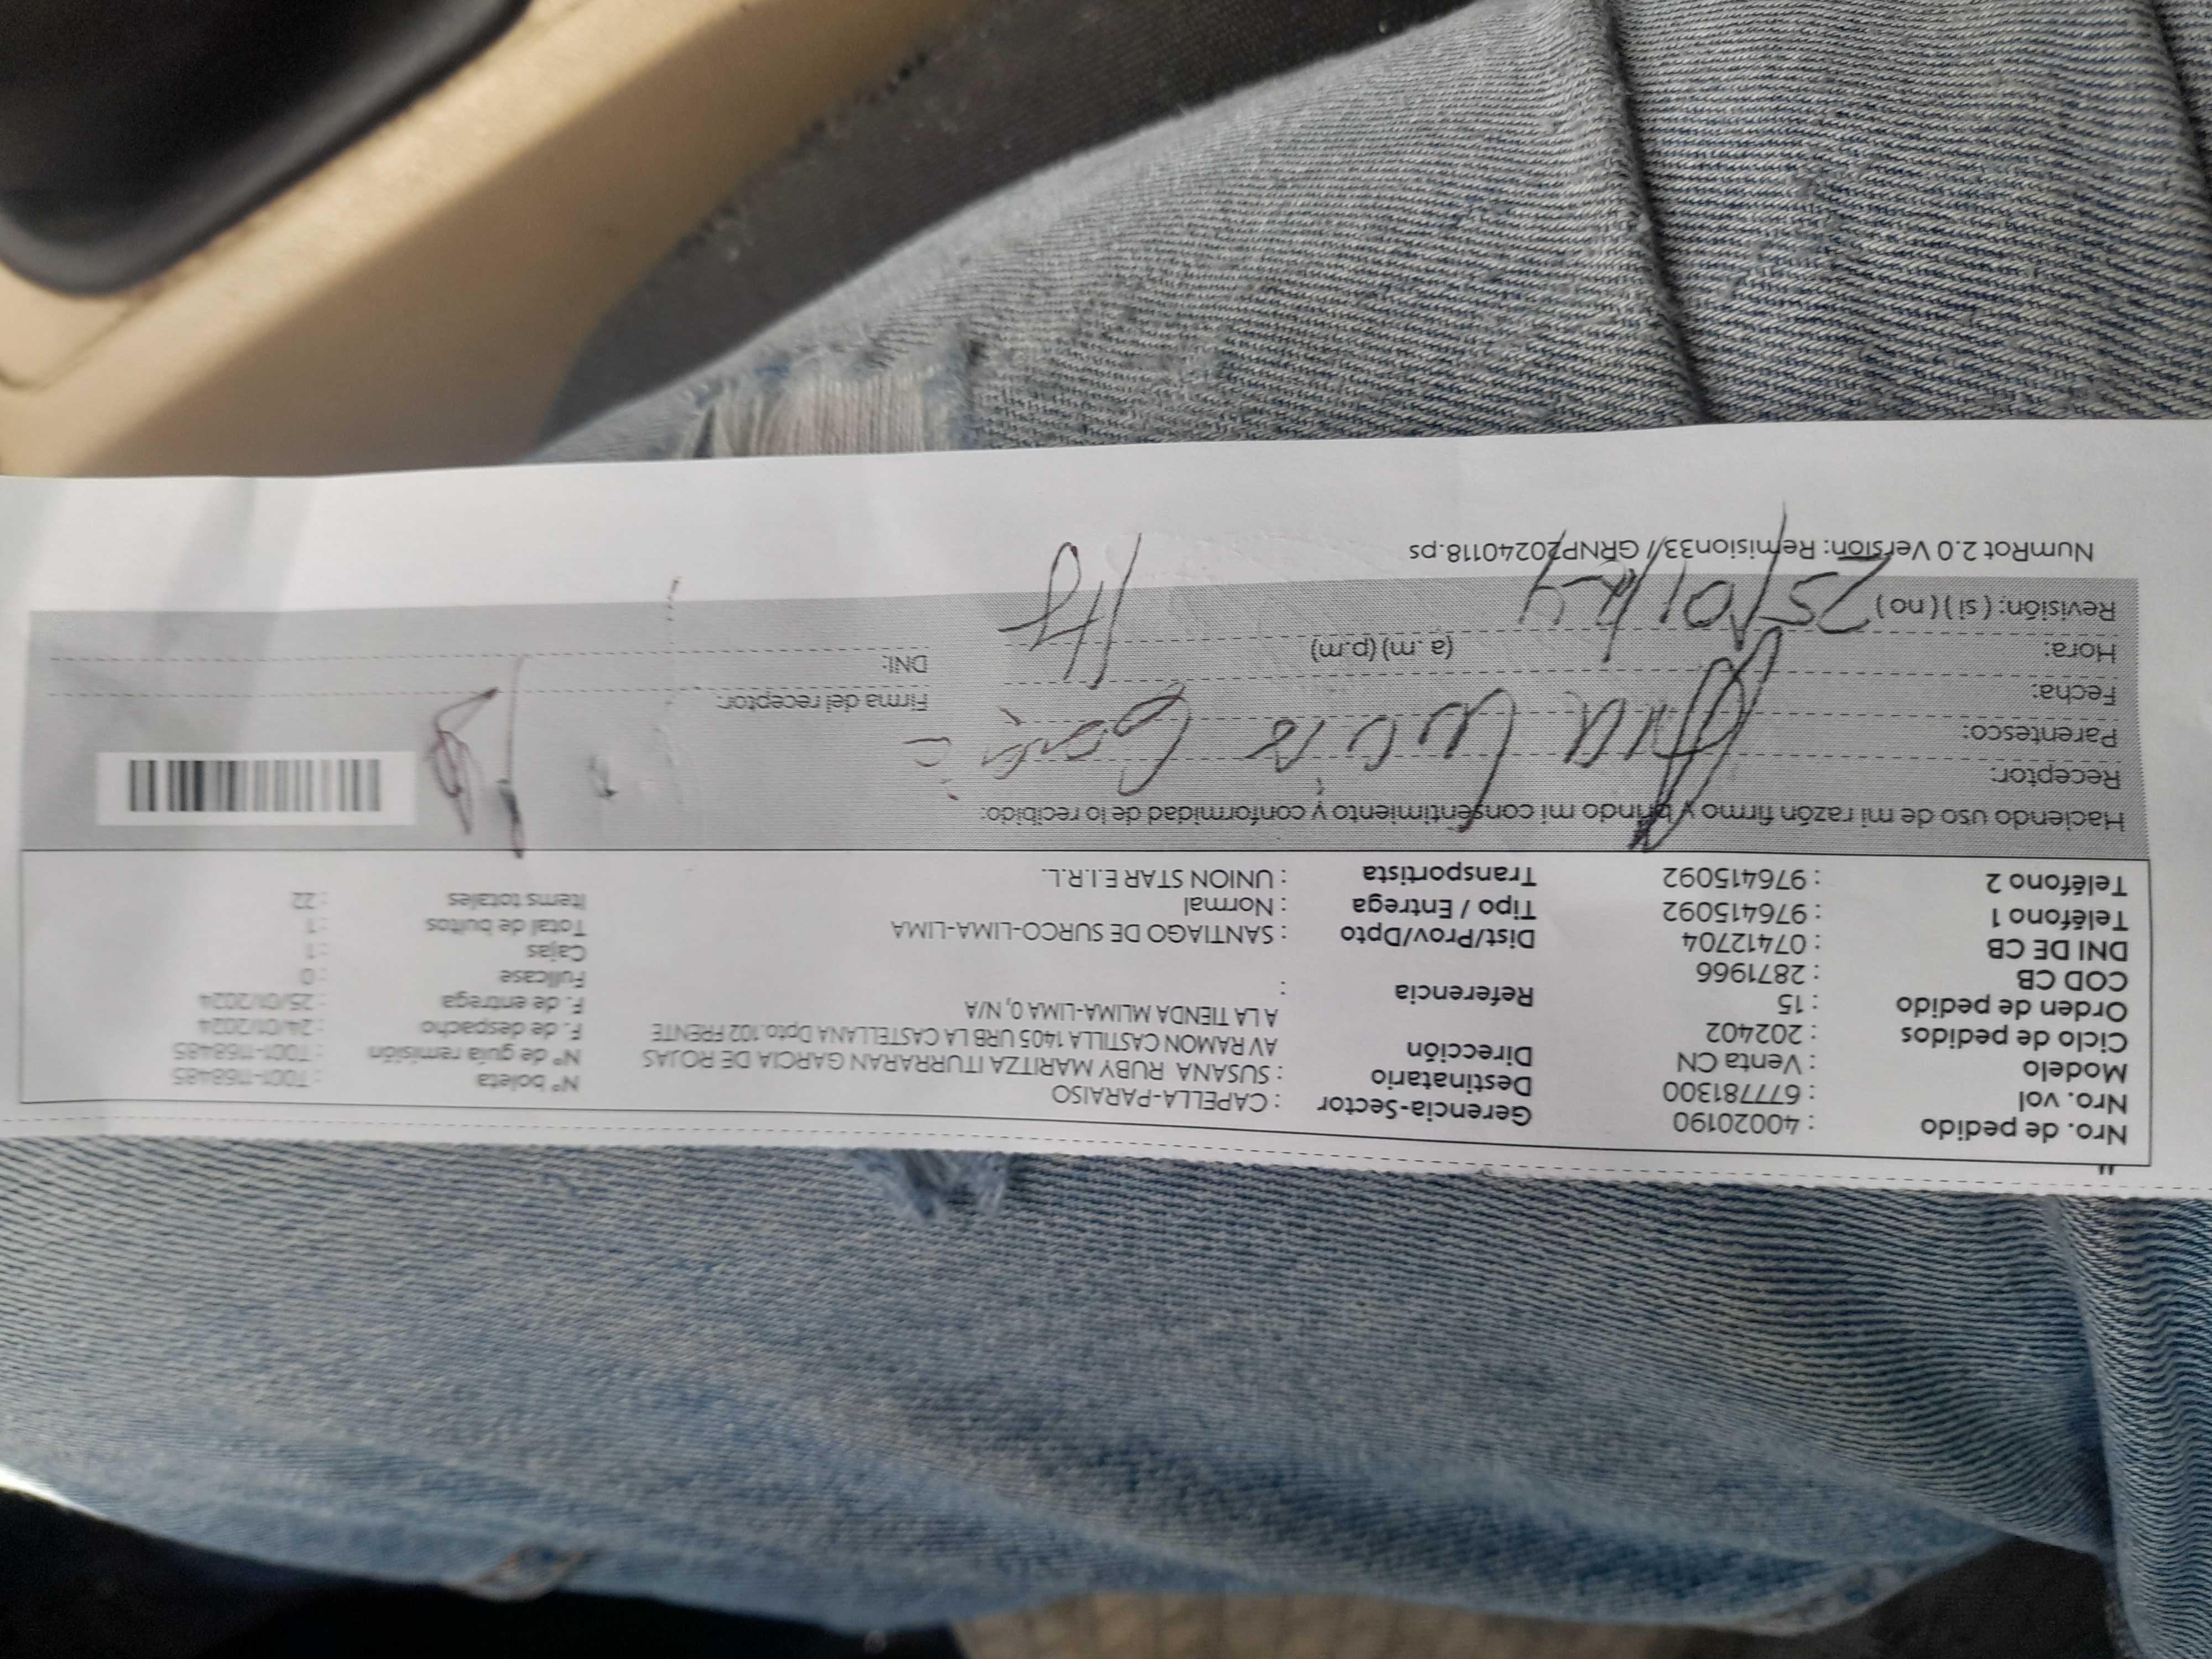 Nro. de pedido : 40020190 Gerencia-Sector : CAPELLA-PARAISO Nº boleta : T001-1168485
Nro. vol : 677781300 Destinatario : SUSANA RUBY MARITZA ITURRARAN GARCIA DE ROJAS Nº de guía remisión : T001-1168485
Modelo : Venta CN Dirección AV RAMON CASTILLA 1405 URB LA CASTELLANA Dpto.102 FRENTE F. de despacho : 24/01/2024
Ciclo de pedidos : 202402 A LA TIENDA MLIMA-LIMA 0, N/A F. de entrega : 25/01/2024
Orden de pedido : 15 Referencia : Fullcase : 0
COD CB : 2871966 Cajas : 1
DNI DE CB : 07412704 Dist/Prov/Dpto : SANTIAGO DE SURCO-LIMA-LIMA Total de bultos : 1
Teléfono 1 : 976415092 Tipo / Entrega : Normal Items totales : 22
Teléfono 2 : 976415092 Transportista : UNION STAR E.I.R.L.
Haciendo uso de mi razón firmo y brindo mi consentimiento y conformidad de lo recibido:
Receptor:
Parentesco: Ana
Fecha: Firma del receptor:
Hora: (a .m) (p.m) DNI:
Revisión: ( si ) ( no ) 25/01/24
NumRot 2.0 Versión: Remision33 / GRNP20240118.ps